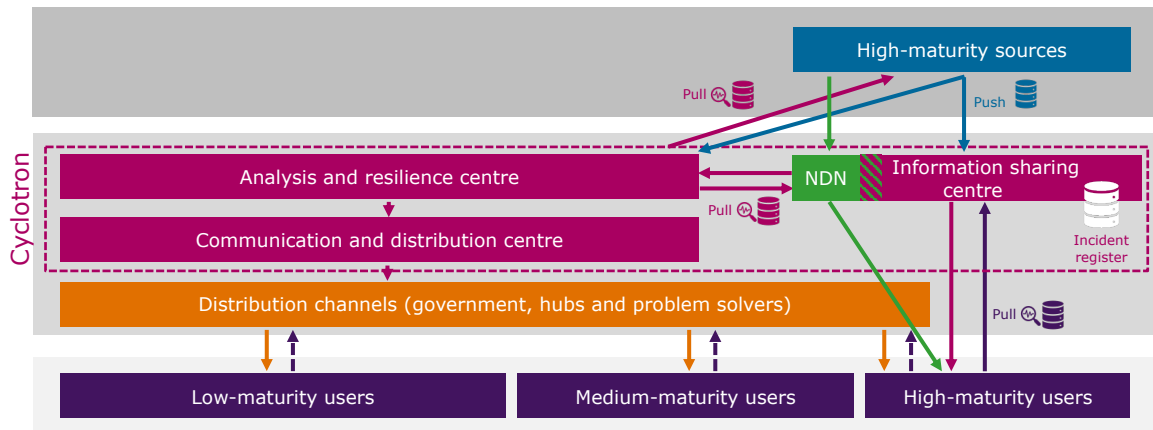 High-maturity sources
Pull
Push
Cyclotron
Analysis and resilience centre
NDN
Information sharing
centre
Pull
Communication and distribution centre
Incident
register
Distribution channels (government, hubs and problem solvers)
Pull
Low-maturity users
Medium-maturity users
High-maturity users